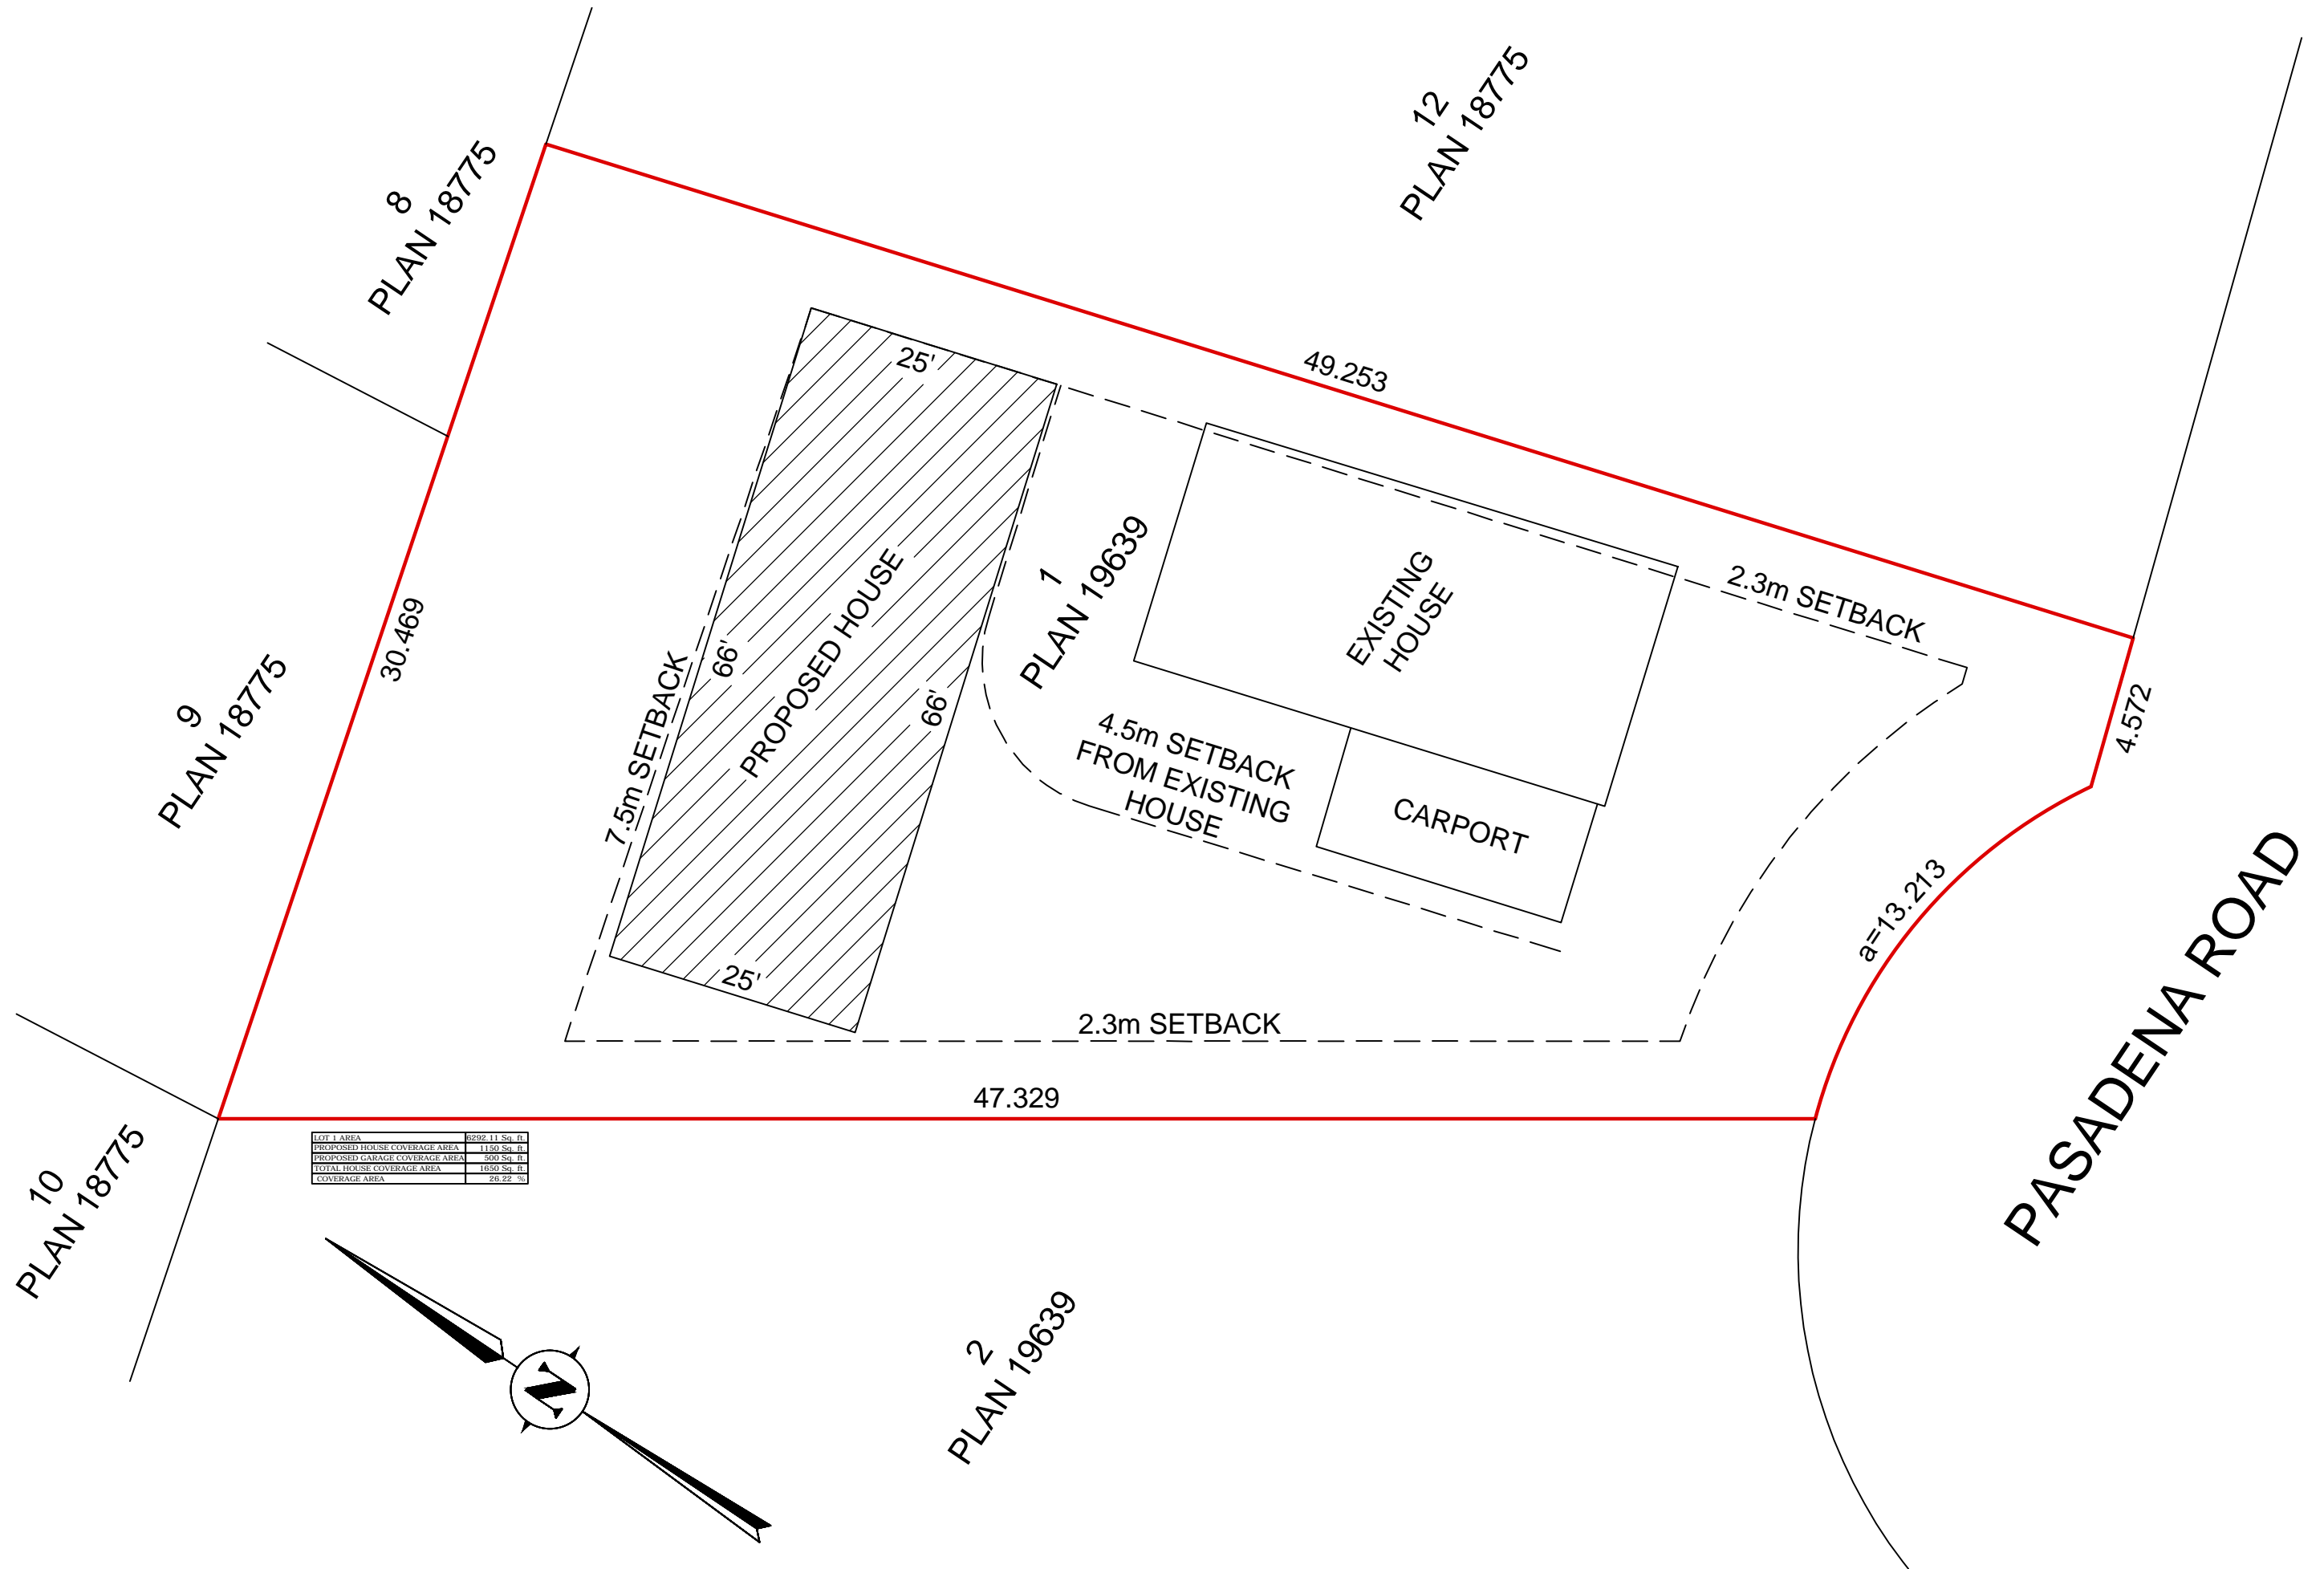 12
PLAN 18775
8
PLAN 18775
25'
49.253
1
PLAN 19639
EXISTING
HOUSE
2.3m SETBACK
30.469
66'
PROPOSED HOUSE
66'
7.5m SETBACK
9
PLAN 18775
4.572
4.5m SETBACK
FROM EXISTING
HOUSE
CARPORT
a=13.213
PASADENA ROAD
25'
2.3m SETBACK
47.329
LOT 1 AREA 6292.11 Sq. ft.
PROPOSED HOUSE COVERAGE AREA 1150 Sq. ft.
PROPOSED GARAGE COVERAGE AREA 500 Sq. ft.
TOTAL HOUSE COVERAGE AREA 1650 Sq. ft.
COVERAGE AREA 26.22 %
10
PLAN 18775
2
PLAN 19639
N